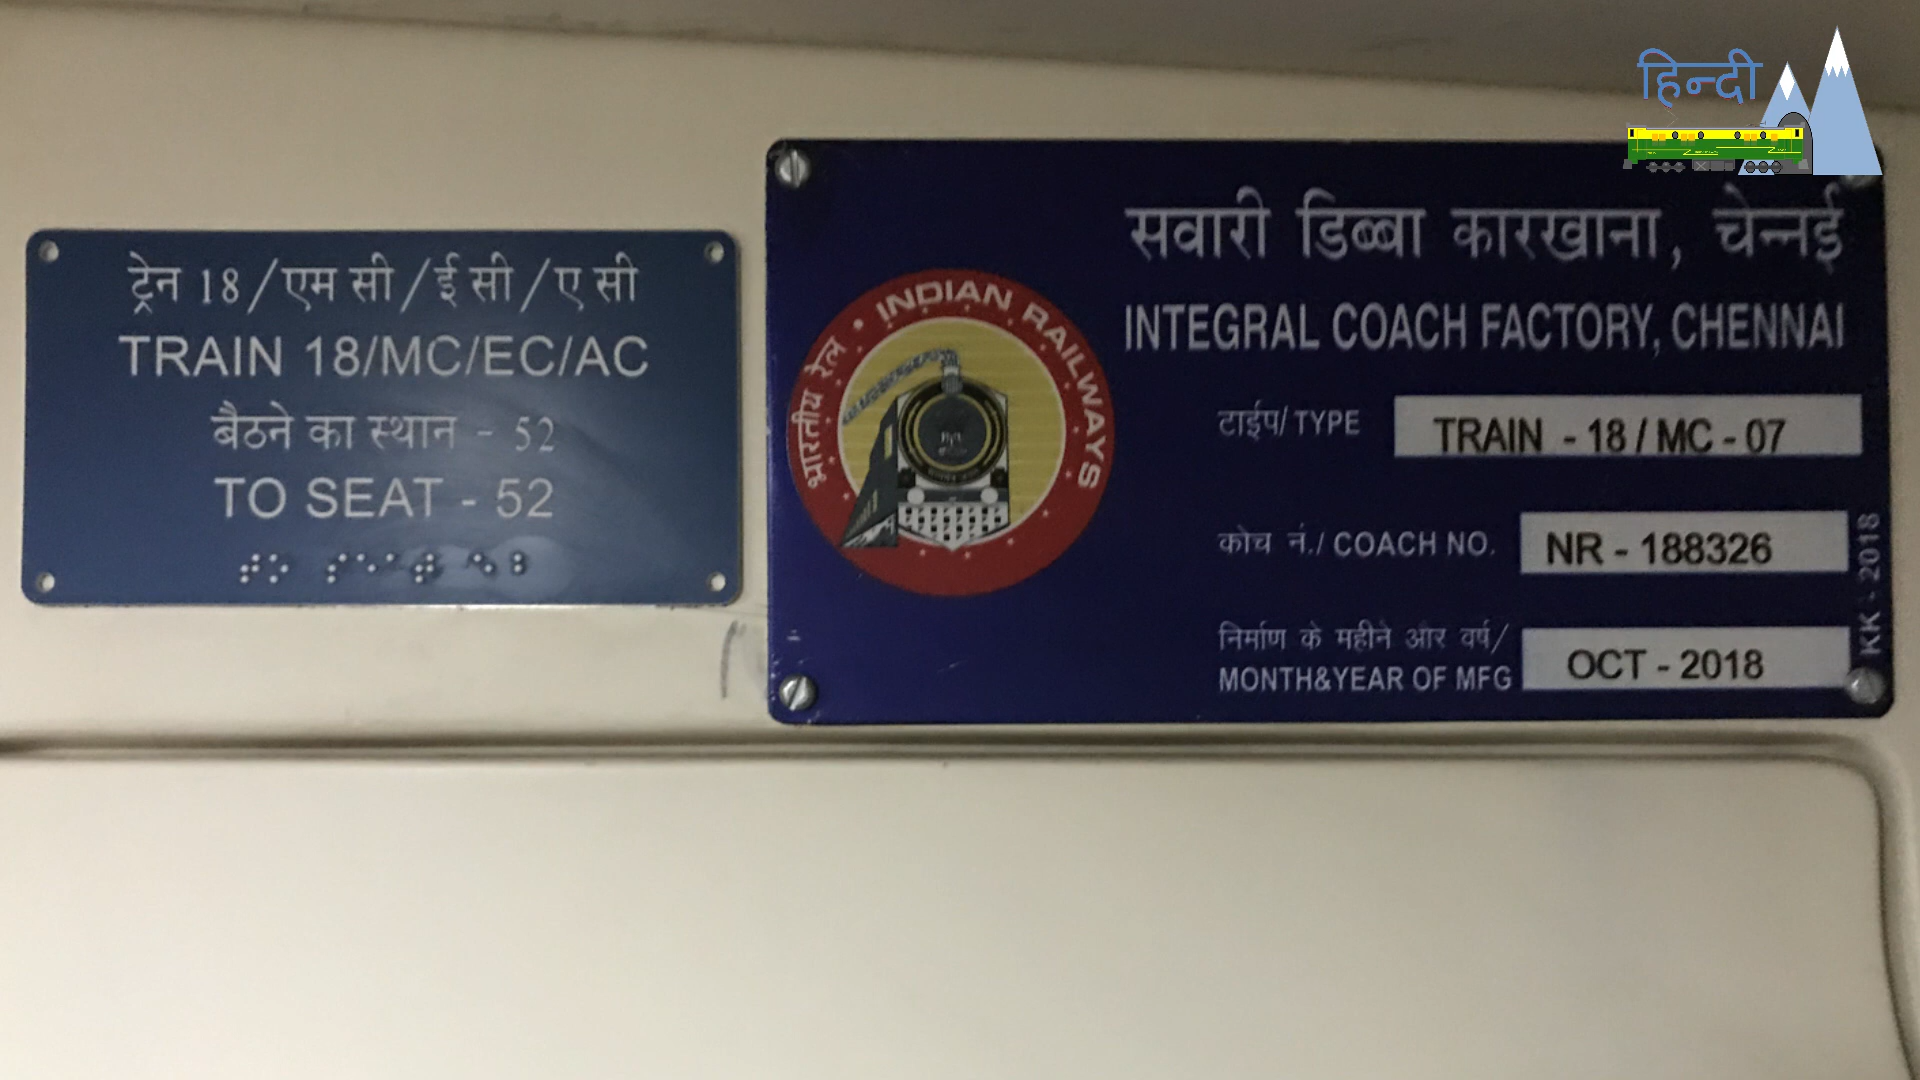 हिन्दी
ट्रेन 18/एम सी/ई सी/ए सी
TRAIN 18/MC/EC/AC
बैठने का स्थान - 52
TO SEAT - 52
सवारी डिब्बा कारखाना, चेन्नई
INTEGRAL COACH FACTORY, CHENNAI
भारतीय रेल • INDIAN RAILWAYS
टाईप/TYPE TRAIN - 18 / MC - 07
कोच नं./COACH NO. NR - 188326
निर्माण के महीने और वर्ष/
MONTH&YEAR OF MFG OCT - 2018
KK - 2018